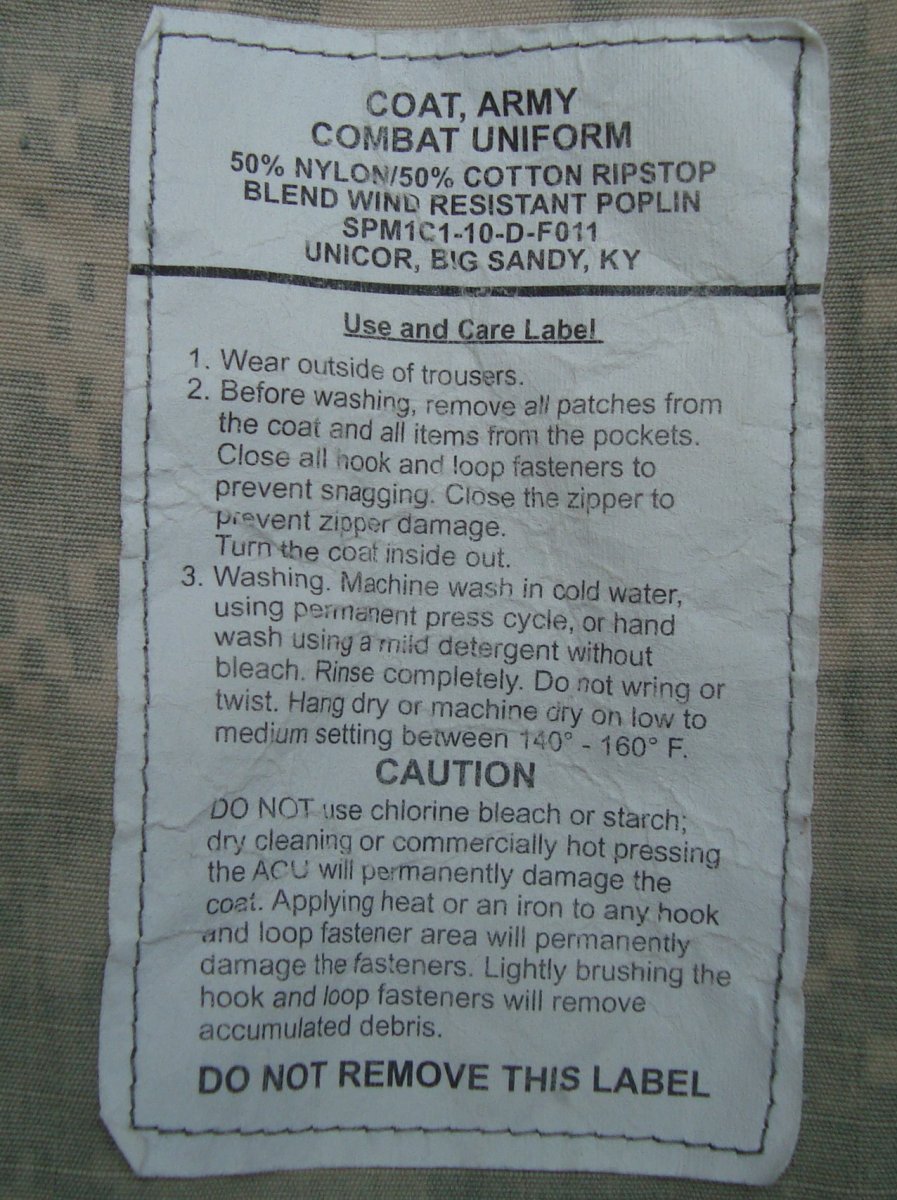 COAT, ARMY
COMBAT UNIFORM
50% NYLON/50% COTTON RIPSTOP
BLEND WIND RESISTANT POPLIN
SPM1C1-10-D-F011
UNICOR, BIG SANDY, KY
Use and Care Label
1. Wear outside of trousers.
2. Before washing, remove all patches from
the coat and all items from the pockets.
Close all hook and loop fasteners to
prevent snagging. Close the zipper to
prevent zipper damage.
Turn the coat inside out.
3. Washing. Machine wash in cold water,
using permanent press cycle, or hand
wash using a mild detergent without
bleach. Rinse completely. Do not wring or
twist. Hang dry or machine dry on low to
medium setting between 140° - 160° F.
CAUTION
DO NOT use chlorine bleach or starch;
dry cleaning or commercially hot pressing
the ACU will permanently damage the
coat. Applying heat or an iron to any hook
and loop fastener area will permanently
damage the fasteners. Lightly brushing the
hook and loop fasteners will remove
accumulated debris.
DO NOT REMOVE THIS LABEL